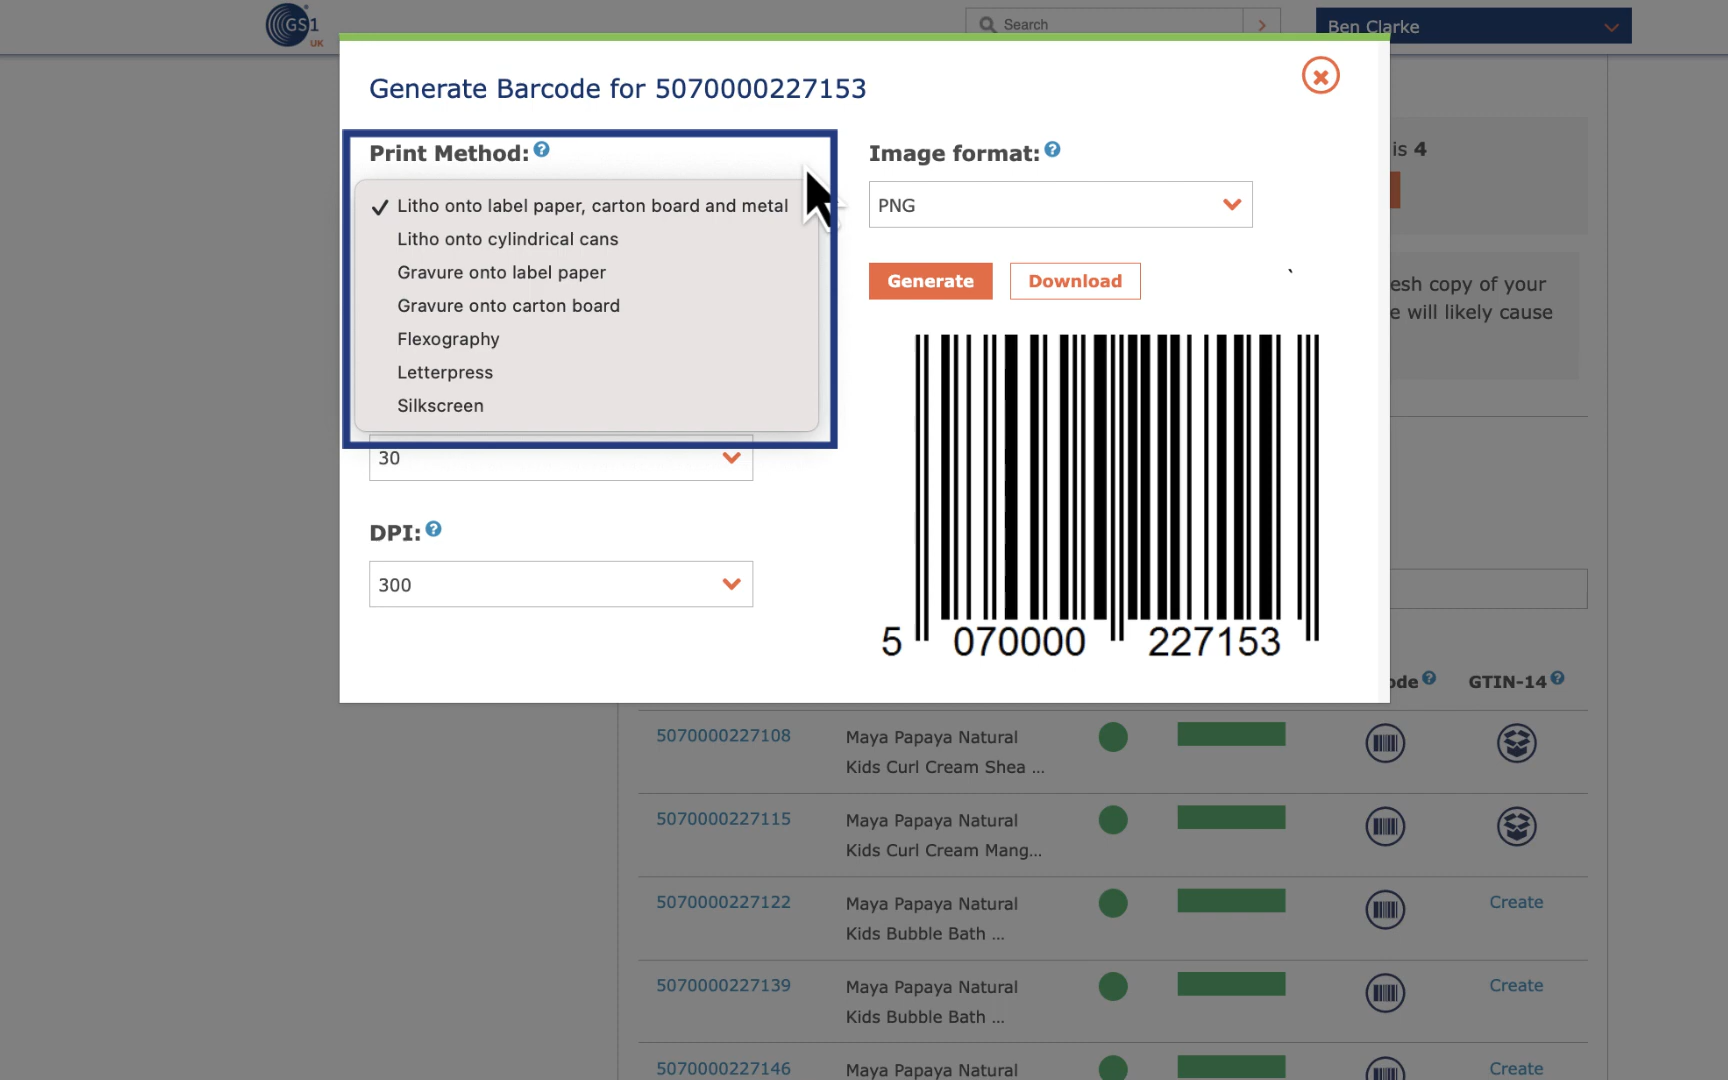 GS1
UK
Search
Ben Clarke
Generate Barcode for 5070000227153
Print Method:
Litho onto label paper, carton board and metal
Litho onto cylindrical cans
Gravure onto label paper
Gravure onto carton board
Flexography
Letterpress
Silkscreen
30
DPI:
300
Image format:
PNG
Generate
Download
5 070000 227153
is 4
esh copy of your
e will likely cause
ode
GTIN-14
5070000227108
Maya Papaya Natural
Kids Curl Cream Shea ...
5070000227115
Maya Papaya Natural
Kids Curl Cream Mang...
5070000227122
Maya Papaya Natural
Kids Bubble Bath ...
Create
5070000227139
Maya Papaya Natural
Kids Bubble Bath ...
Create
5070000227146
Maya Papaya Natural
Create